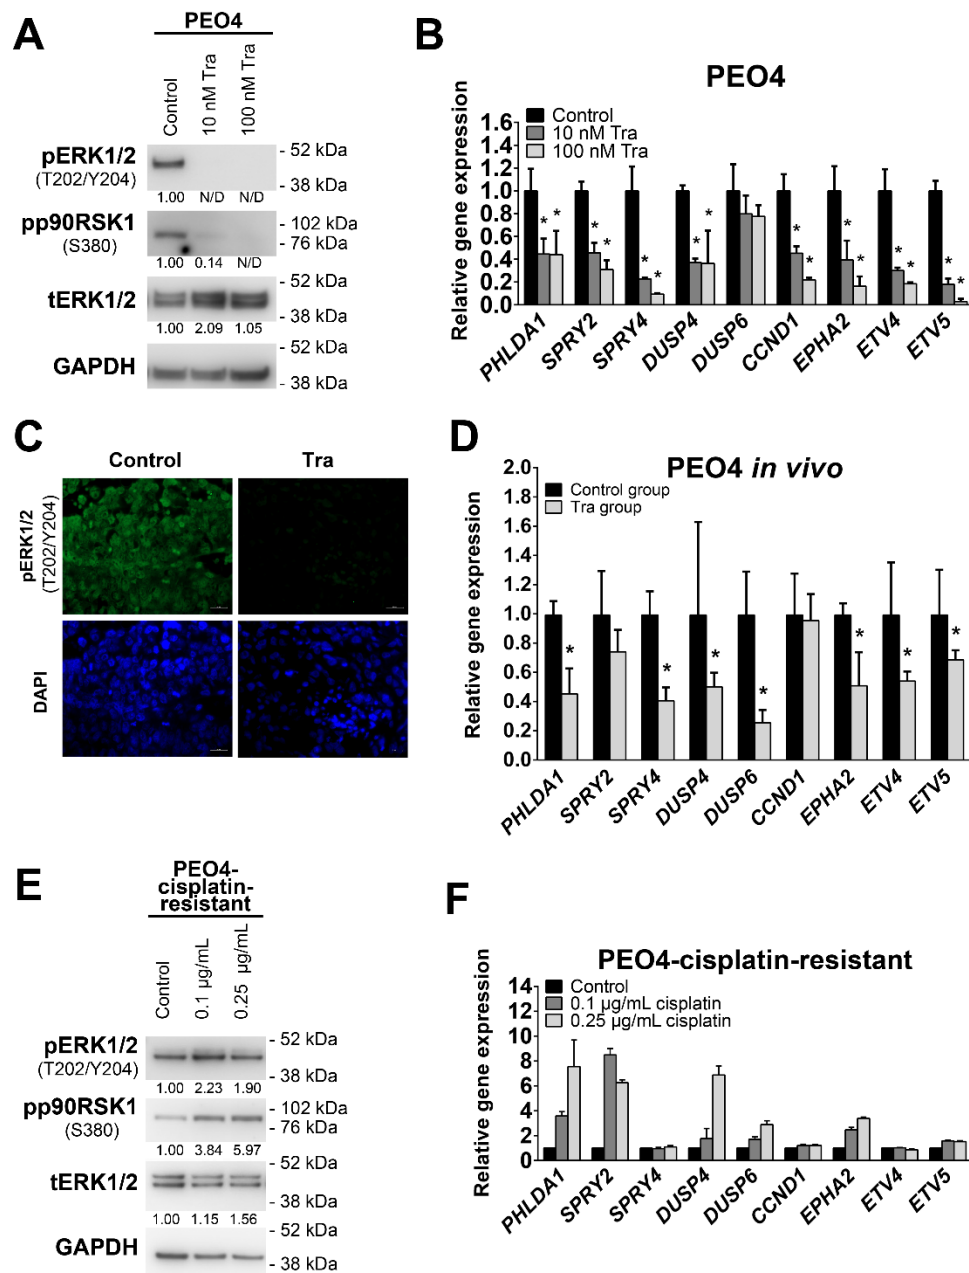 A
PEO4
Control
10 nM Tra
100 nM Tra
pERK1/2
(T202/Y204)
- 52 kDa
- 38 kDa
1.00 N/D N/D
pp90RSK1
(S380)
- 102 kDa
- 76 kDa
1.00 0.14 N/D
tERK1/2
- 52 kDa
- 38 kDa
1.00 2.09 1.05
GAPDH
- 52 kDa
- 38 kDa
B
PEO4
Relative gene expression
Control
10 nM Tra
100 nM Tra
1.6
1.4
1.2
1.0
0.8
0.6
0.4
0.2
0.0
* * * * * * * * * * * * * * * *
PHLDA1 SPRY2 SPRY4 DUSP4 DUSP6 CCND1 EPHA2 ETV4 ETV5
C
Control Tra
pERK1/2
(T202/Y204)
DAPI
D
PEO4 in vivo
Relative gene expression
Control group
Tra group
2.0
1.8
1.6
1.4
1.2
1.0
0.8
0.6
0.4
0.2
0.0
* * * * * * *
PHLDA1 SPRY2 SPRY4 DUSP4 DUSP6 CCND1 EPHA2 ETV4 ETV5
E
PEO4-
cisplatin-
resistant
Control
0.1 µg/mL
0.25 µg/mL
pERK1/2
(T202/Y204)
- 52 kDa
- 38 kDa
1.00 2.23 1.90
pp90RSK1
(S380)
- 102 kDa
- 76 kDa
1.00 3.84 5.97
tERK1/2
- 52 kDa
- 38 kDa
1.00 1.15 1.56
GAPDH
- 52 kDa
- 38 kDa
F
PEO4-cisplatin-resistant
Relative gene expression
Control
0.1 µg/mL cisplatin
0.25 µg/mL cisplatin
14
12
10
8
6
4
2
0
PHLDA1 SPRY2 SPRY4 DUSP4 DUSP6 CCND1 EPHA2 ETV4 ETV5